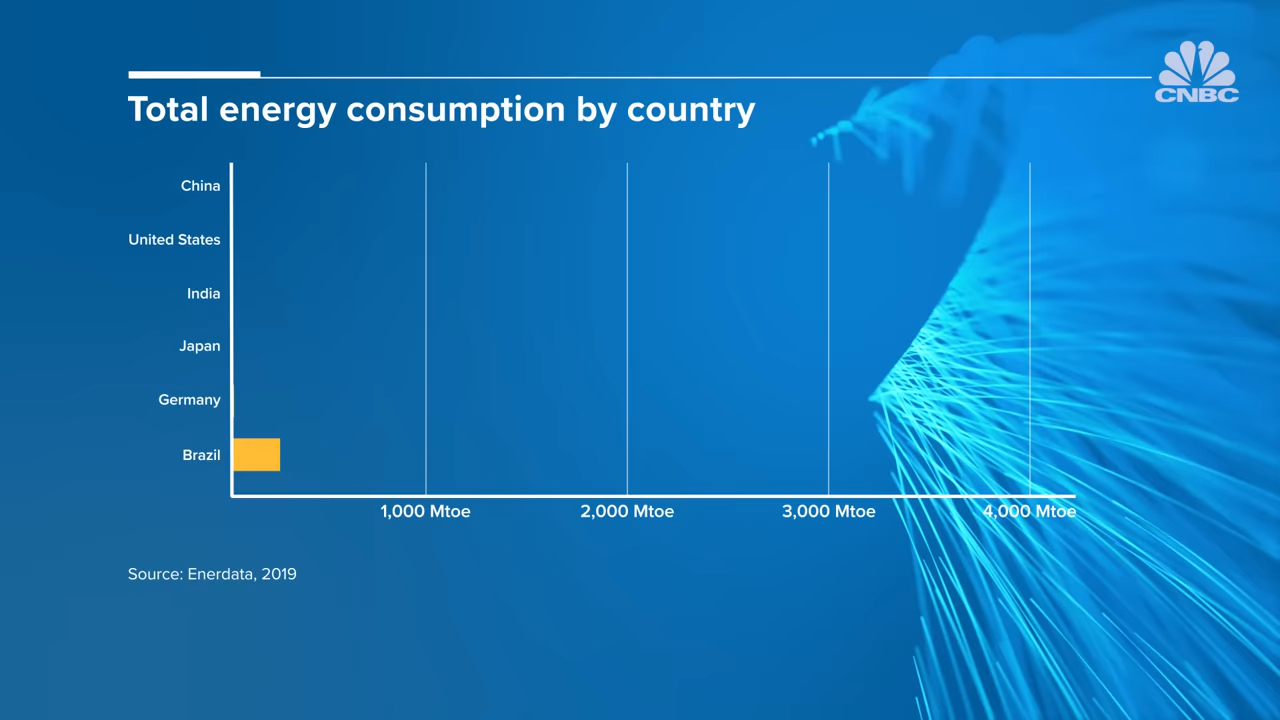 CNBC
Total energy consumption by country
China
United States
India
Japan
Germany
Brazil
1,000 Mtoe 2,000 Mtoe 3,000 Mtoe 4,000 Mtoe
Source: Enerdata, 2019